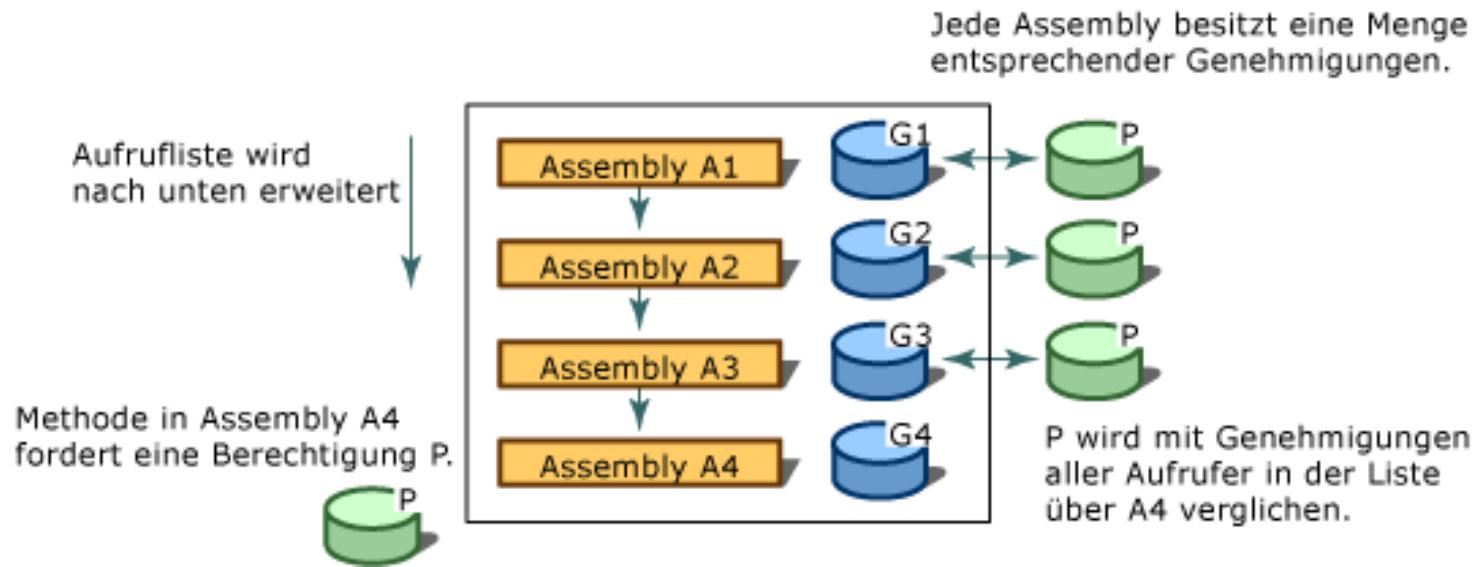 Jede Assembly besitzt eine Menge
entsprechender Genehmigungen.
Aufrufliste wird
nach unten erweitert
Assembly A1
G1
P
Assembly A2
G2
P
Assembly A3
G3
P
Assembly A4
G4
Methode in Assembly A4
fordert eine Berechtigung P.
P
P wird mit Genehmigungen
aller Aufrufer in der Liste
über A4 verglichen.